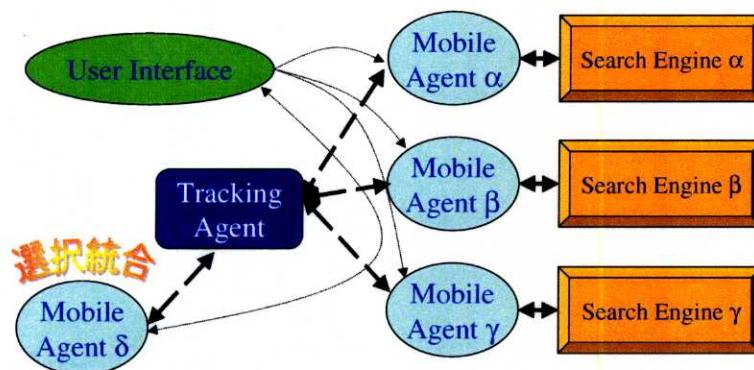 User Interface
Mobile
Agent α
Search Engine α
Tracking
Agent
Mobile
Agent β
Search Engine β
選択統合
Mobile
Agent δ
Mobile
Agent γ
Search Engine γ